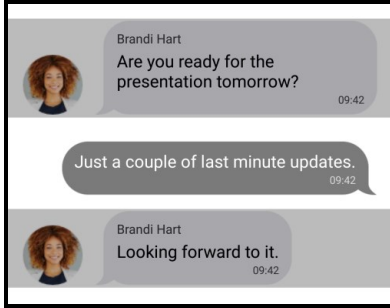 Brandi Hart
Are you ready for the
presentation tomorrow?
09:42
Just a couple of last minute updates.
09:42
Brandi Hart
Looking forward to it.
09:42